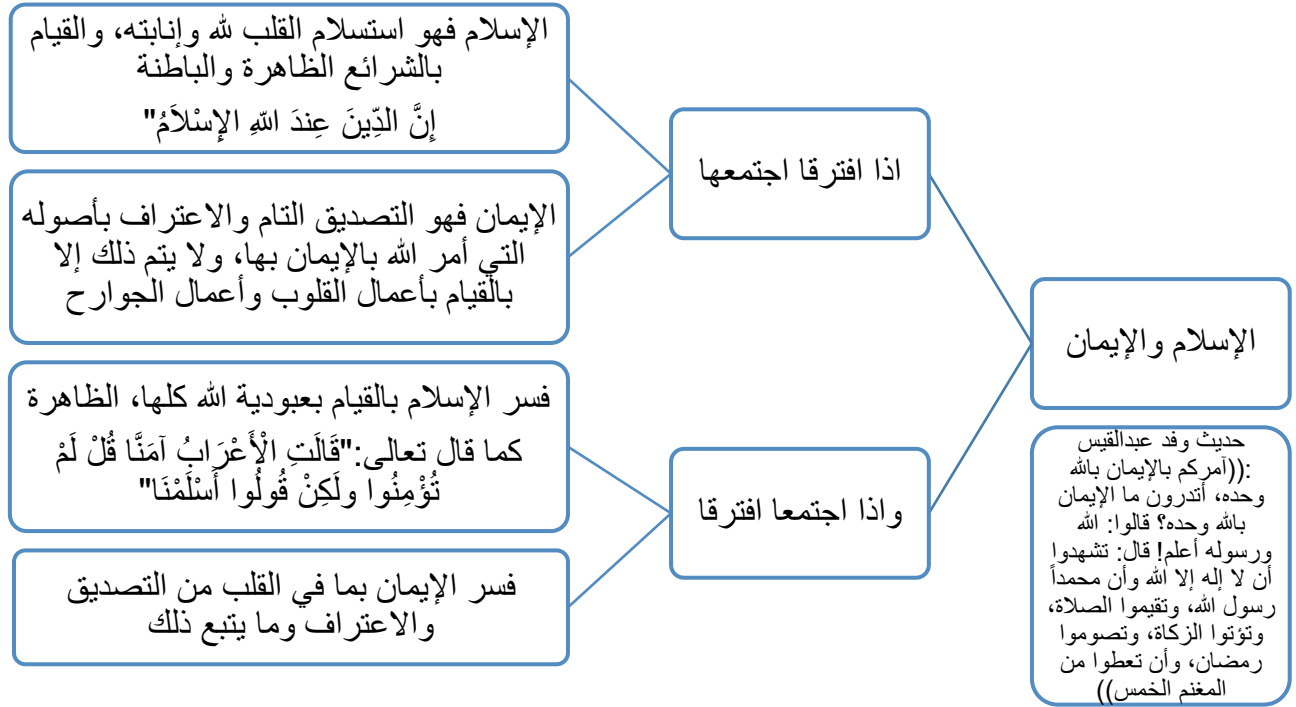 الإسلام والإيمان
حديث وفد عبدالقيس
:((آمركم بالإيمان بالله
وحده، أتدرون ما الإيمان
بالله وحده؟ قالوا: الله
ورسوله أعلم! قال: تشهدوا
أن لا إله إلا الله وأن محمداً
رسول الله، وتقيموا الصلاة،
وتؤتوا الزكاة، وتصوموا
رمضان، وأن تعطوا من
المغنم الخمس))
اذا افترقا اجتمعها
الإسلام فهو استسلام القلب لله وإنابته، والقيام
بالشرائع الظاهرة والباطنة
إِنَّ الدِّينَ عِندَ اللّهِ الإِسْلاَمُ"
الإيمان فهو التصديق التام والاعتراف بأصوله
التي أمر الله بالإيمان بها، ولا يتم ذلك إلا
بالقيام بأعمال القلوب وأعمال الجوارح
واذا اجتمعا افترقا
فسر الإسلام بالقيام بعبودية الله كلها، الظاهرة
كما قال تعالى:"قَالَتِ الْأَعْرَابُ آمَنَّا قُلْ لَمْ
تُؤْمِنُوا ولَكِنْ قُولُوا أَسْلَمْنَا"
فسر الإيمان بما في القلب من التصديق
والاعتراف وما يتبع ذلك